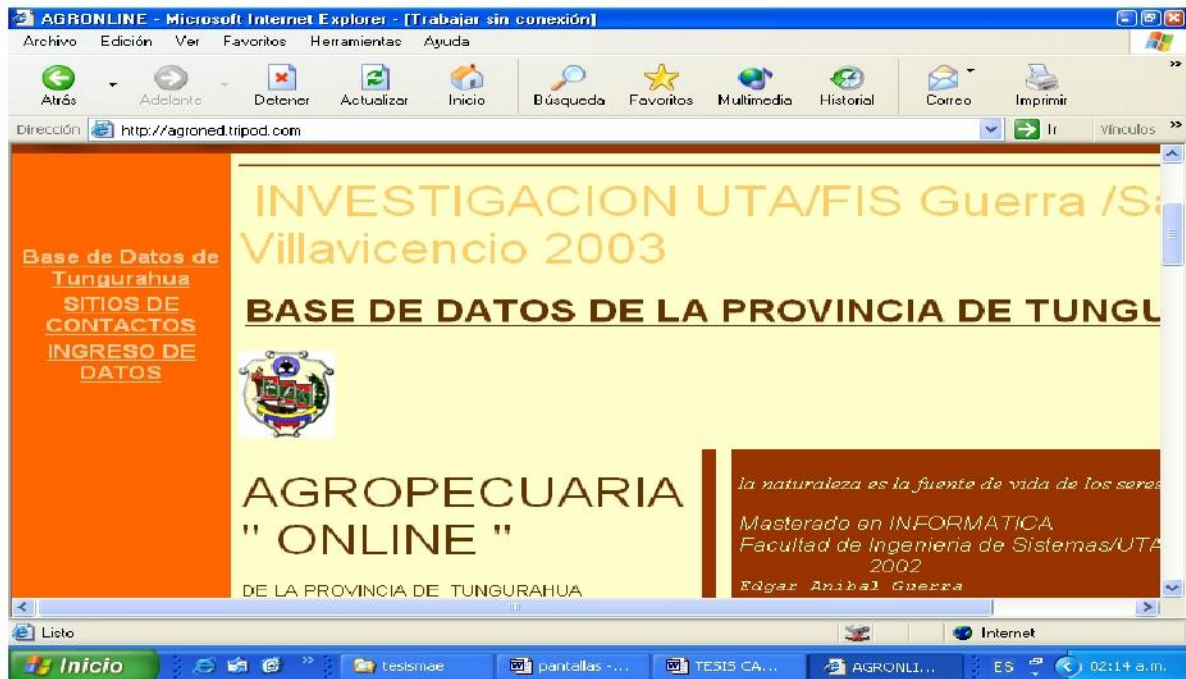 AGRONLINE - Microsoft Internet Explorer - [Trabajar sin conexión]
Archivo Edición Ver Favoritos Herramientas Ayuda
Atrás Adelante Detener Actualizar Inicio Búsqueda Favoritos Multimedia Historial Correo Imprimir
Dirección http://agroned.tripod.com Ir Vínculos
Base de Datos de
Tungurahua
SITIOS DE
CONTACTOS
INGRESO DE
DATOS
INVESTIGACION UTA/FIS Guerra /Sa
Villavicencio 2003
BASE DE DATOS DE LA PROVINCIA DE TUNGU
AGROPECUARIA
" ONLINE "
DE LA PROVINCIA DE TUNGURAHUA
la naturaleza es la fuente de vida de los seres
Masterado en INFORMATICA
Facultad de Ingenieria de Sistemas/UTA
2002
Edgar Anibal Guerra
Listo Internet
Inicio tesismae pantallas -... TESIS CA... AGRONLI... ES 02:14 a.m.